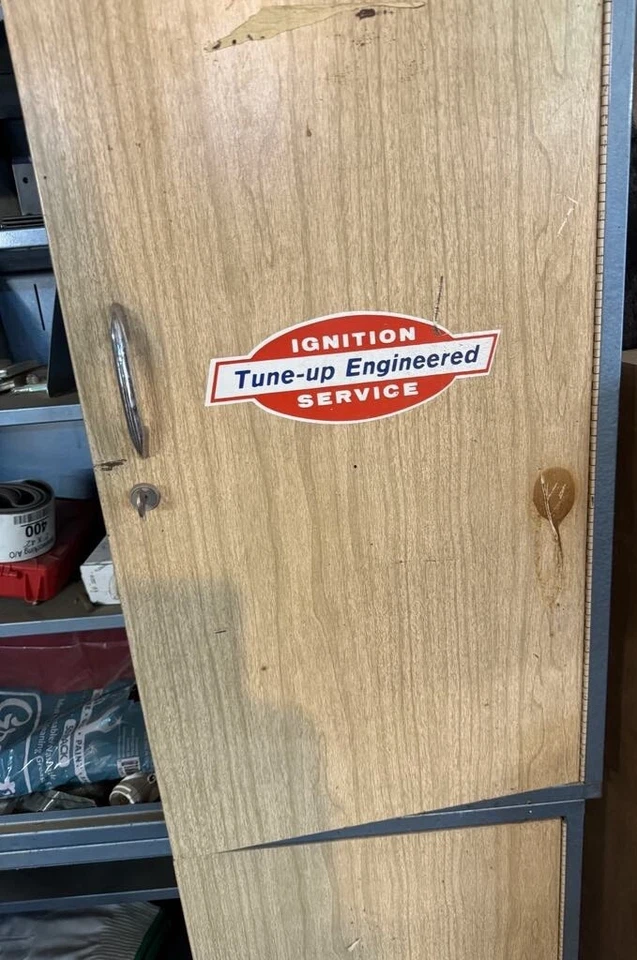 IGNITION
Tune-up Engineered
SERVICE
400